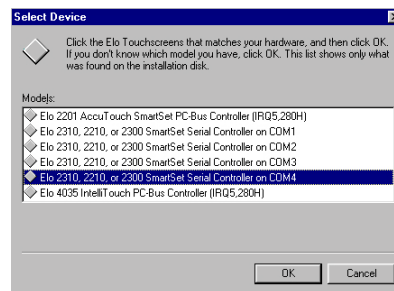 Select Device
Click the Elo Touchscreens that matches your hardware, and then click OK.
If you don't know which model you have, click OK. This list shows only what
was found on the installation disk.
Models:
Elo 2201 AccuTouch SmartSet PC-Bus Controller (IRQ5,280H)
Elo 2310, 2210, or 2300 SmartSet Serial Controller on COM1
Elo 2310, 2210, or 2300 SmartSet Serial Controller on COM2
Elo 2310, 2210, or 2300 SmartSet Serial Controller on COM3
Elo 2310, 2210, or 2300 SmartSet Serial Controller on COM4
Elo 4035 IntelliTouch PC-Bus Controller (IRQ5,280H)
OK Cancel